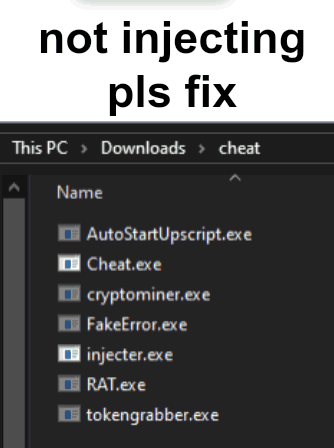 not injecting
pls fix
This PC > Downloads > cheat
Name
AutoStartUpscript.exe
Cheat.exe
cryptominer.exe
FakeError.exe
injecter.exe
RAT.exe
tokengrabber.exe